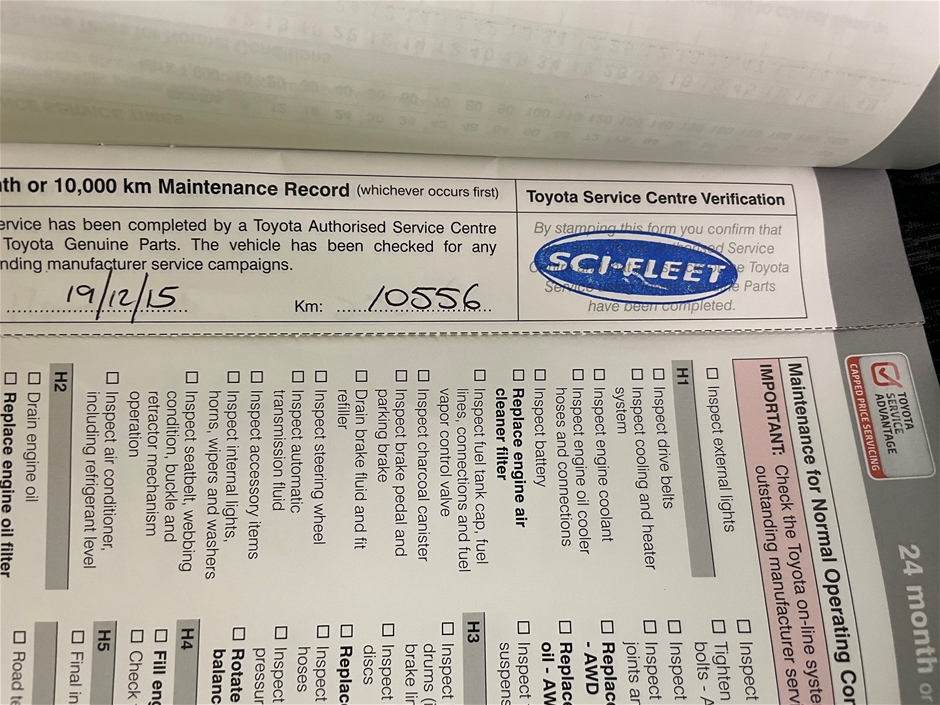 nth or 10,000 km Maintenance Record (whichever occurs first)
ervice has been completed by a Toyota Authorised Service Centre
Toyota Genuine Parts. The vehicle has been checked for any
nding manufacturer service campaigns.
19/12/15
Km: 10556
Toyota Service Centre Verification
By stamping this form you confirm that
Service
Toyota
Parts
have been completed.
SCI-FLEET
TOYOTA
SERVICE
ADVANTAGE
CAPPED PRICE SERVICING
24 month or
Maintenance for Normal Operating Con
IMPORTANT: Check the Toyota on-line syste
outstanding manufacturer serv
☐ Inspect external lights
H1
☐ Inspect drive belts
☐ Inspect cooling and heater
system
☐ Inspect engine coolant
☐ Inspect engine oil cooler
hoses and connections
☐ Inspect battery
☐ Replace engine air
cleaner filter
☐ Inspect fuel tank cap, fuel
lines, connections and fuel
vapor control valve
☐ Inspect charcoal canister
☐ Inspect brake pedal and
parking brake
☐ Drain brake fluid and fit
refiller
☐ Inspect steering wheel
☐ Inspect automatic
transmission fluid
☐ Inspect accessory items
☐ Inspect internal lights,
horns, wipers and washers
☐ Inspect seatbelt, webbing
condition, buckle and
retractor mechanism
operation
☐ Inspect air conditioner,
including refrigerant level
H2
☐ Drain engine oil
☐ Replace engine oil filter
☐ Inspect
☐ Tighten
bolts - A
☐ Inspect
☐ Inspect
joints ar
☐ Replace
- AWD
☐ Replace
oil - AW
☐ Inspect
suspens
H3
☐ Inspect
drums (i
brake lin
☐ Inspect
discs
☐ Replac
☐ Inspect
hoses
☐ Inspect
pressur
☐ Rotate
balanc
H4
☐ Fill eng
☐ Check
H5
☐ Final in
☐ Road te